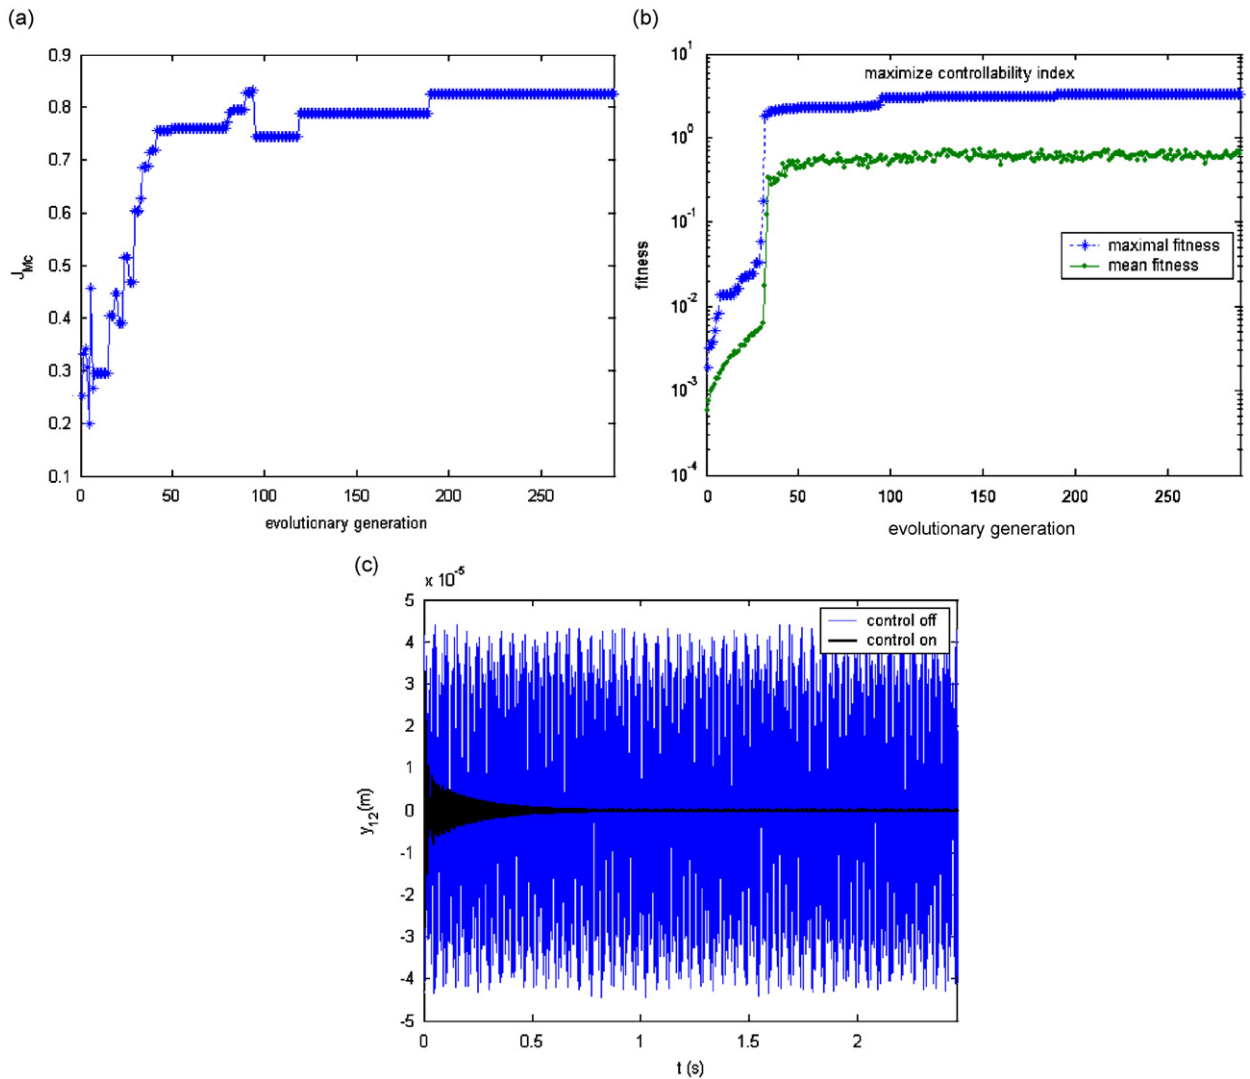 (a)
0.9
0.8
0.7
0.6
0.5
0.4
0.3
0.2
0.1
J_Mc
0 50 100 150 200 250
evolutionary generation
(b)
maximize controllability index
10^1
10^0
10^-1
10^-2
10^-3
10^-4
fitness
maximal fitness
mean fitness
0 50 100 150 200 250
evolutionary generation
(c)
x 10^-5
5
4
3
2
1
0
-1
-2
-3
-4
-5
y_12(m)
control off
control on
0 0.5 1 1.5 2
t (s)